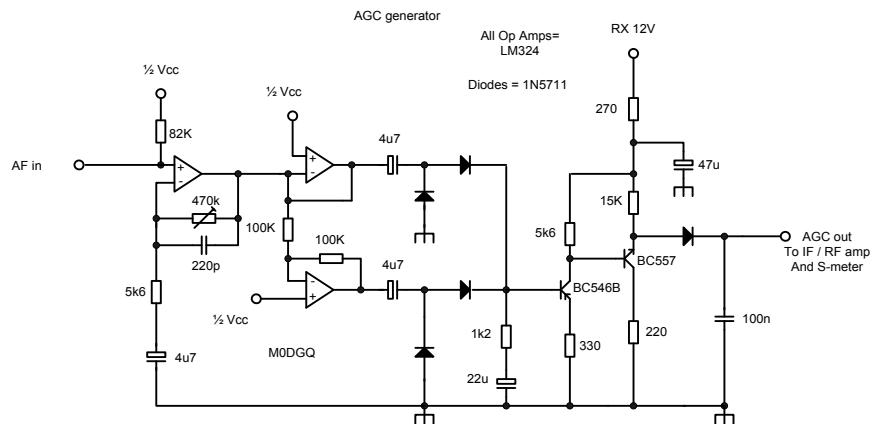 AGC generator
All Op Amps=
LM324
RX 12V
Diodes = 1N5711
½ Vcc
½ Vcc
270
82K
4u7
AF in
+
-
+
-
47u
470k
15K
100K
5k6
220p
100K
AGC out
To IF / RF amp
And S-meter
BC557
4u7
-
+
5k6
BC546B
½ Vcc
100n
1k2
330
220
M0DGQ
4u7
22u